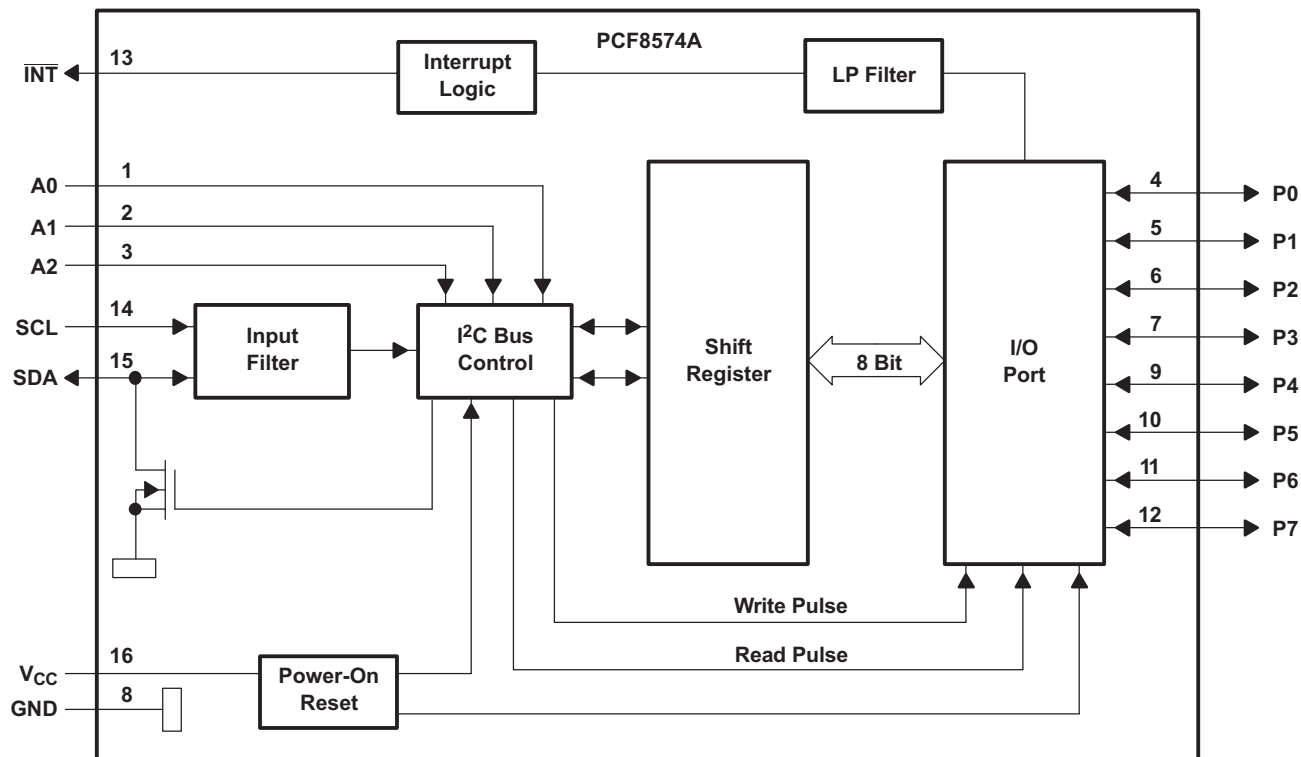 PCF8574A
INT 13
Interrupt
Logic
LP Filter
A0 1
A1 2
A2 3
SCL 14
SDA 15
Input
Filter
I²C Bus
Control
Shift
Register
8 Bit
I/O
Port
4 P0
5 P1
6 P2
7 P3
9 P4
10 P5
11 P6
12 P7
Write Pulse
Read Pulse
VCC 16
GND 8
Power-On
Reset